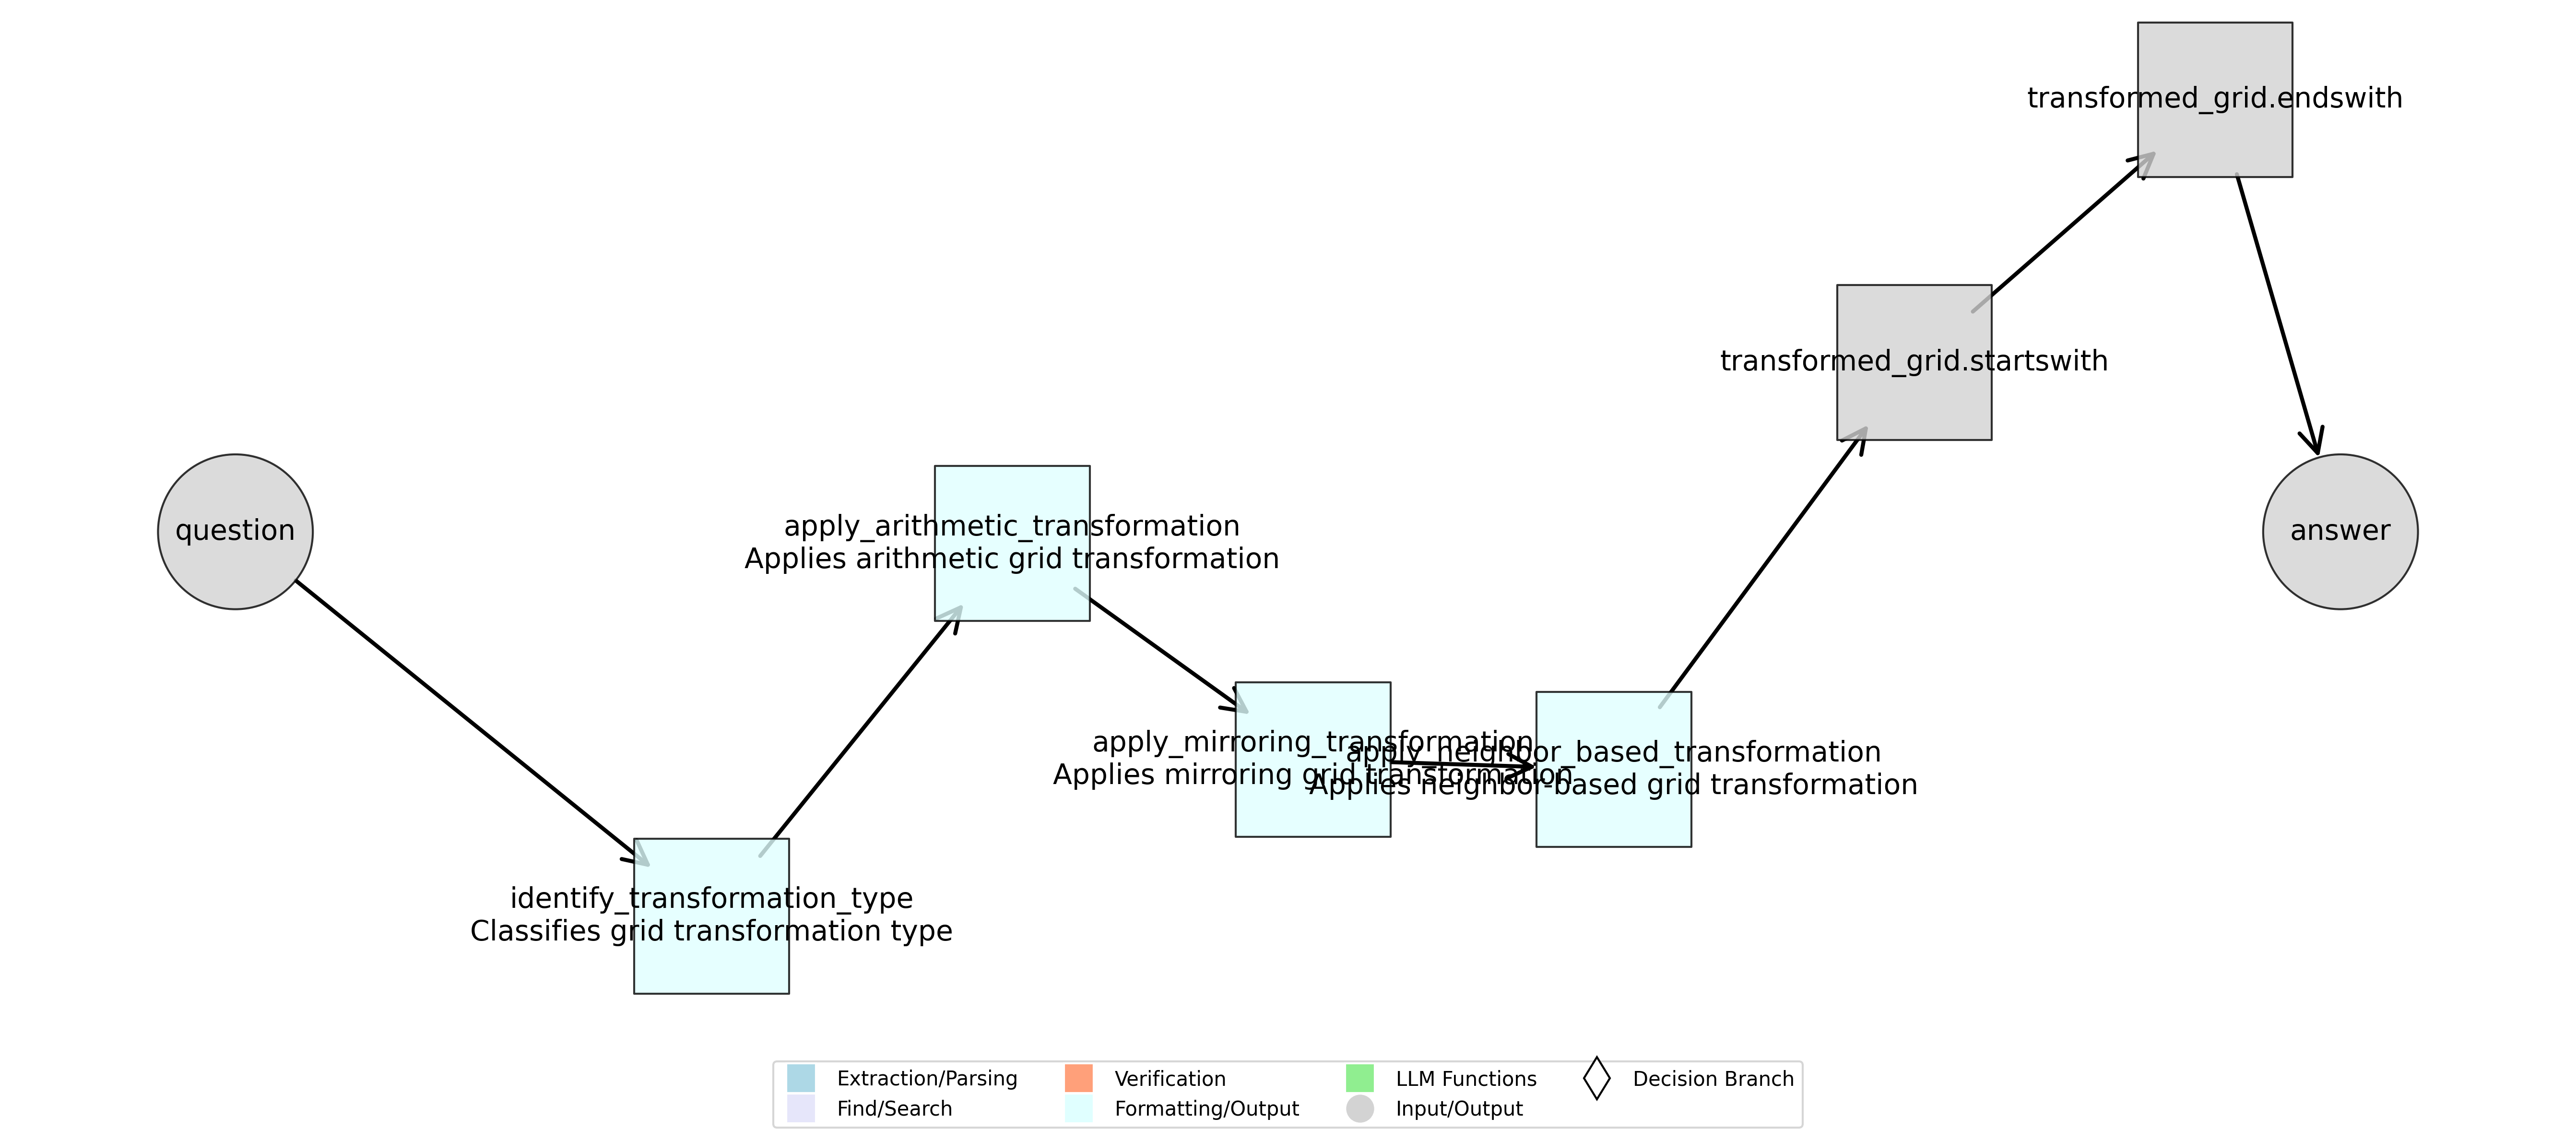 transformed_grid.endswith
transformed_grid.startswith
question
apply_arithmetic_transformation
Applies arithmetic grid transformation
answer
apply_mirroring_transformation
Applies mirroring grid transformation
apply_neighbor_based_transformation
Applies neighbor-based grid transformation
identify_transformation_type
Classifies grid transformation type
Extraction/Parsing
Verification
LLM Functions
Decision Branch
Find/Search
Formatting/Output
Input/Output